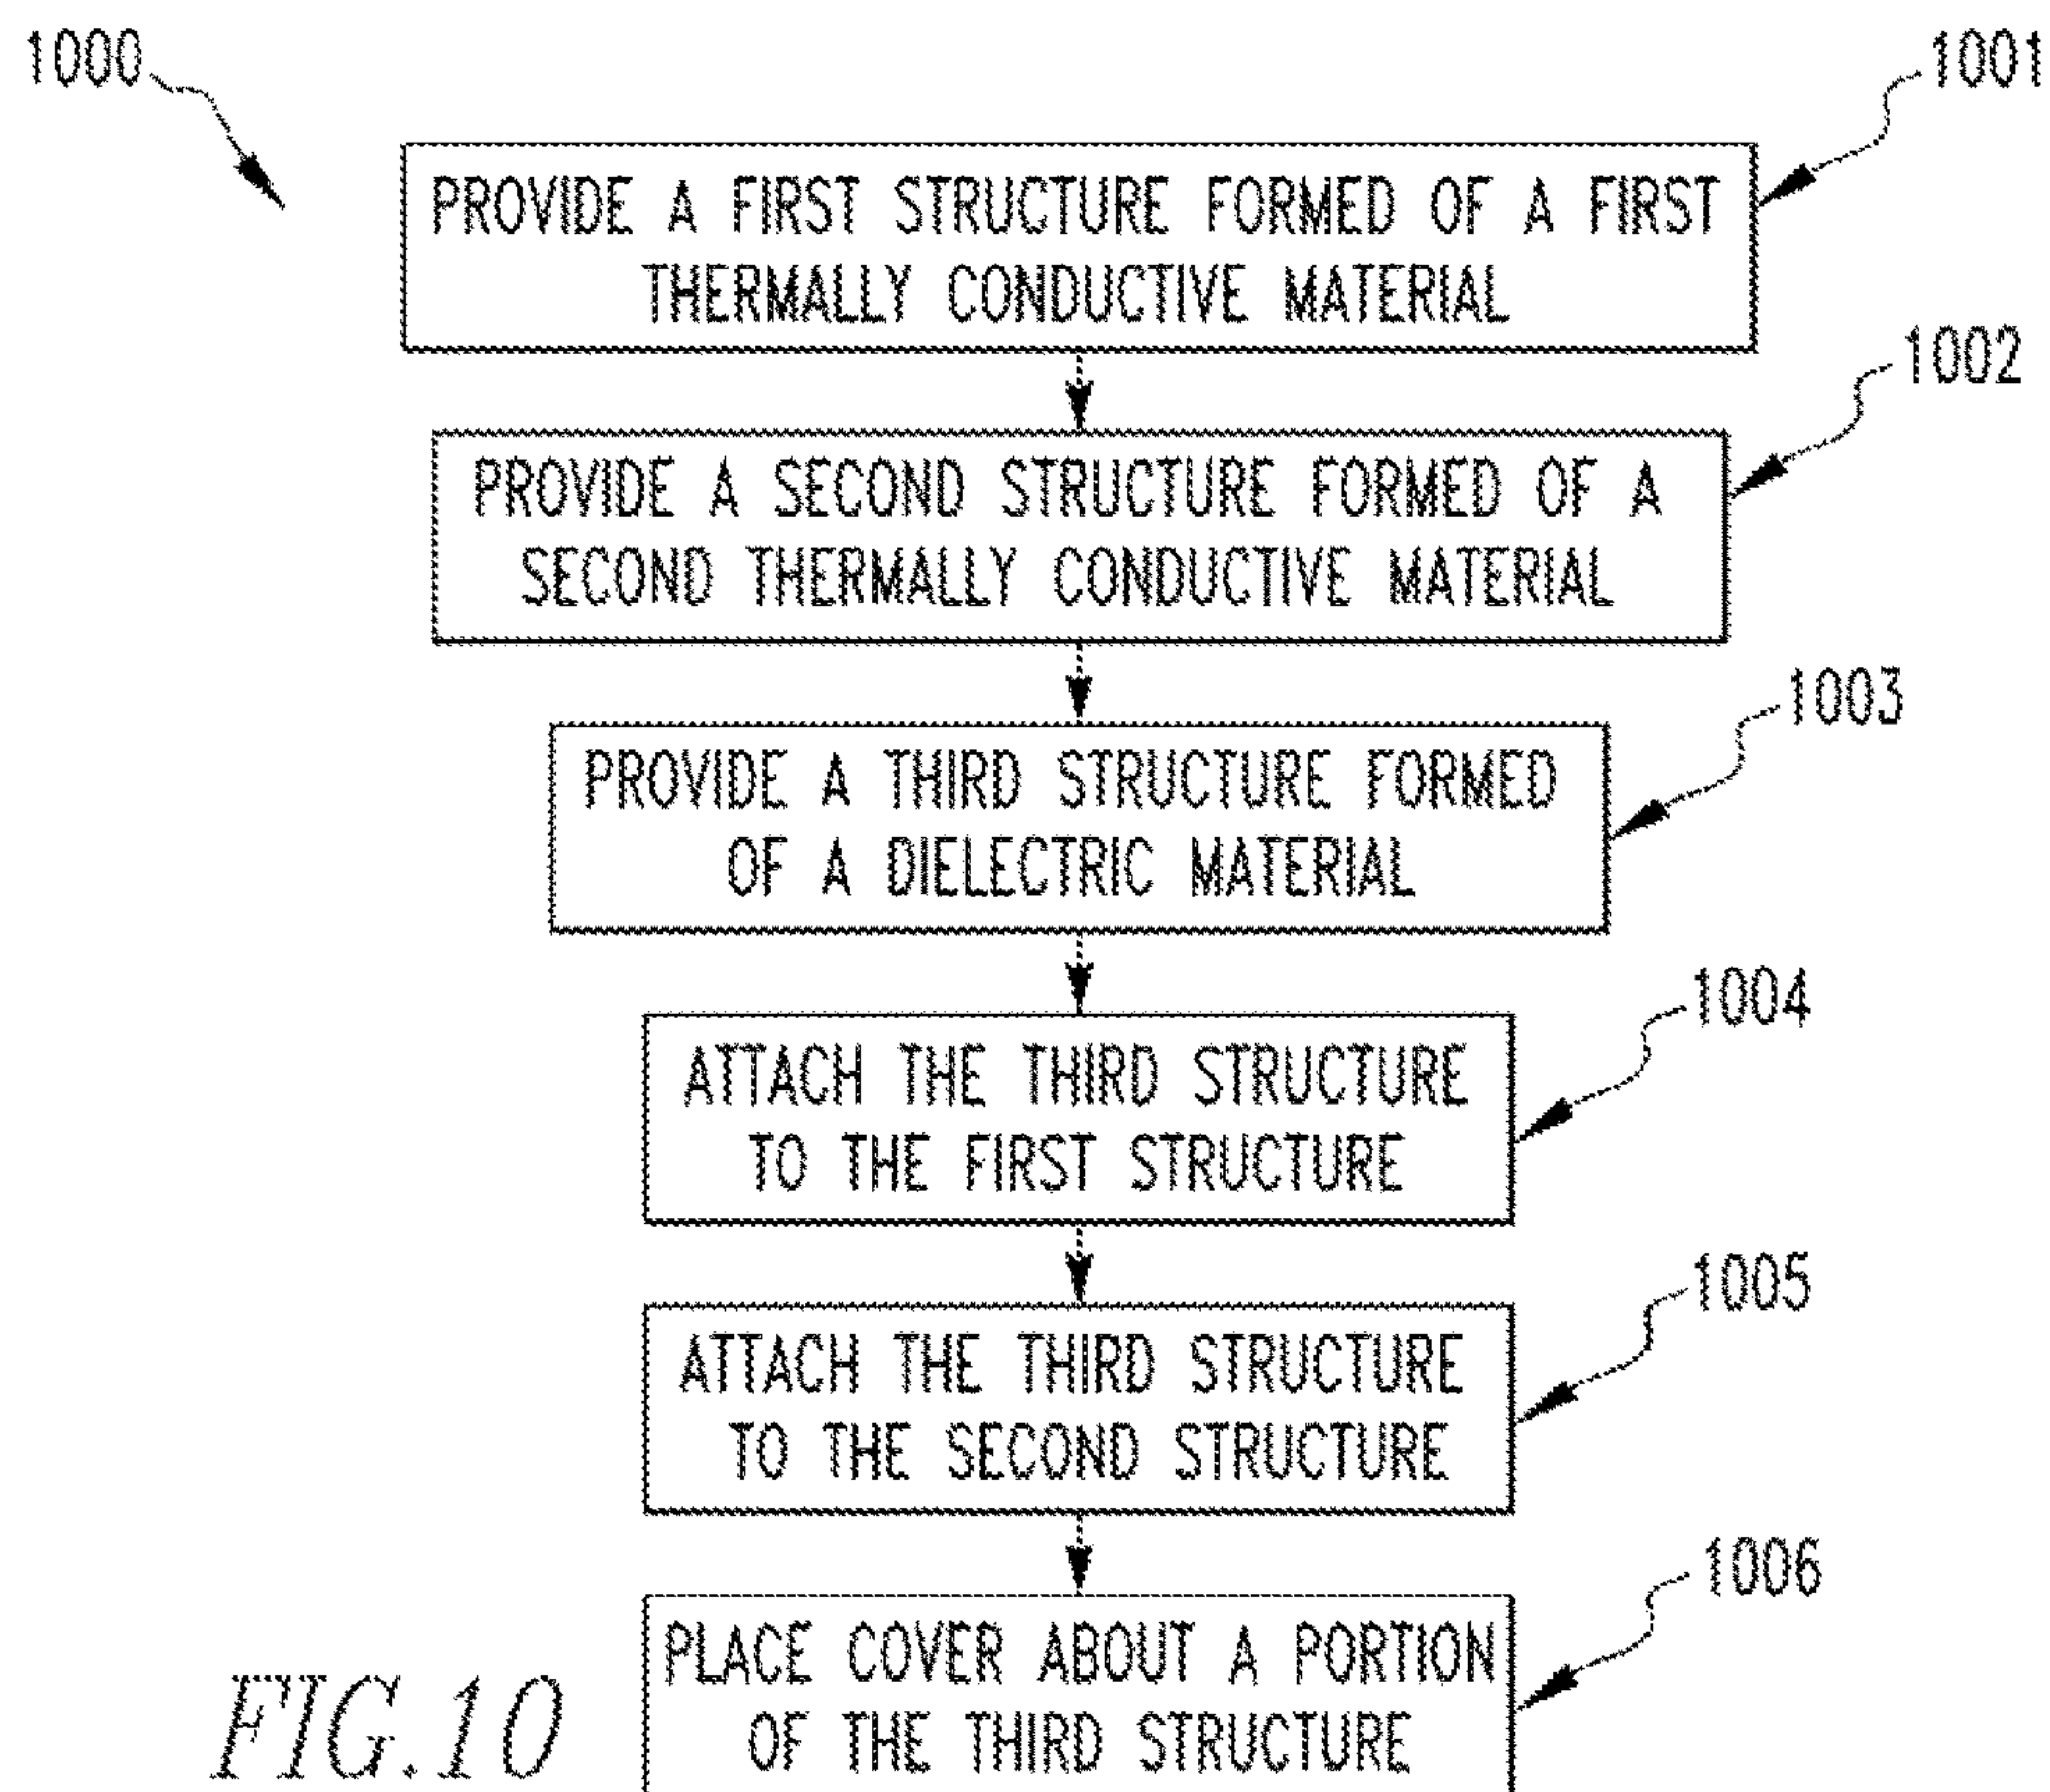 1000
1001
PROVIDE A FIRST STRUCTURE FORMED OF A FIRST
THERMALLY CONDUCTIVE MATERIAL
1002
PROVIDE A SECOND STRUCTURE FORMED OF A
SECOND THERMALLY CONDUCTIVE MATERIAL
1003
PROVIDE A THIRD STRUCTURE FORMED
OF A DIELECTRIC MATERIAL
1004
ATTACH THE THIRD STRUCTURE
TO THE FIRST STRUCTURE
1005
ATTACH THE THIRD STRUCTURE
TO THE SECOND STRUCTURE
1006
PLACE COVER ABOUT A PORTION
OF THE THIRD STRUCTURE
FIG.10